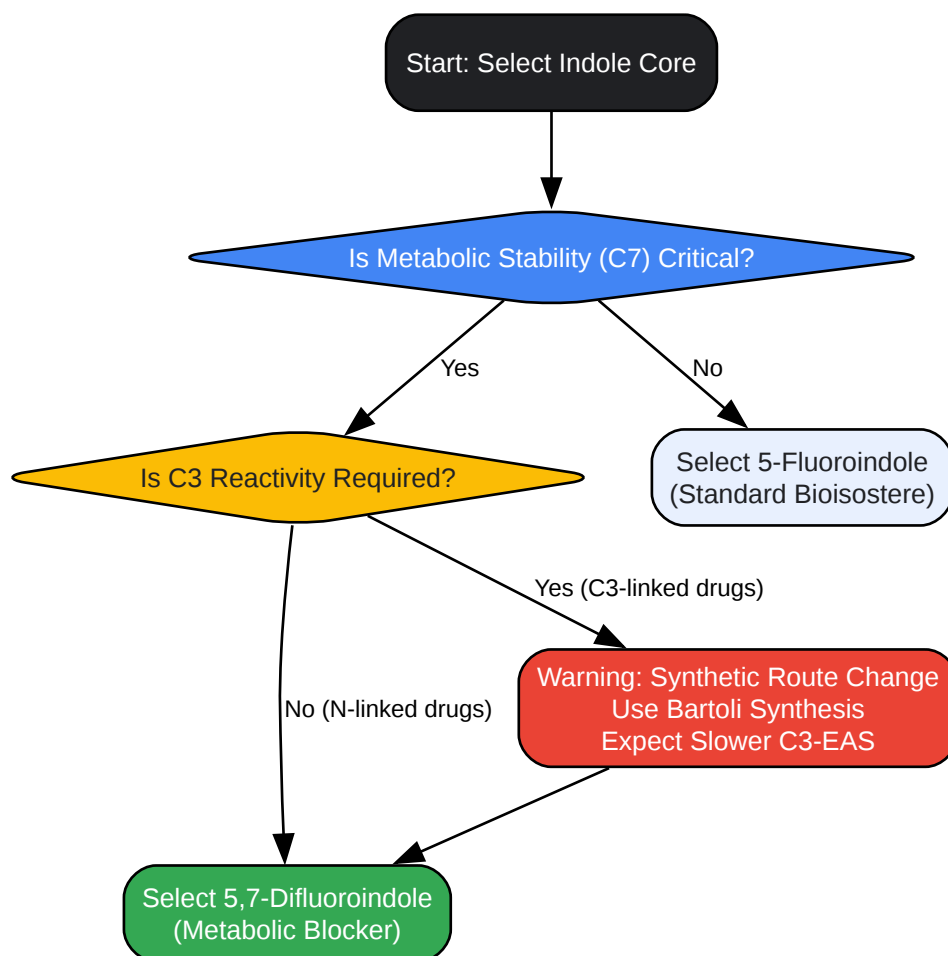 Start: Select Indole Core
Is Metabolic Stability (C7) Critical?
Yes
No
Is C3 Reactivity Required?
Select 5-Fluoroindole
(Standard Bioisostere)
Yes (C3-linked drugs)
No (N-linked drugs)
Warning: Synthetic Route Change
Use Bartoli Synthesis
Expect Slower C3-EAS
Select 5,7-Difluoroindole
(Metabolic Blocker)